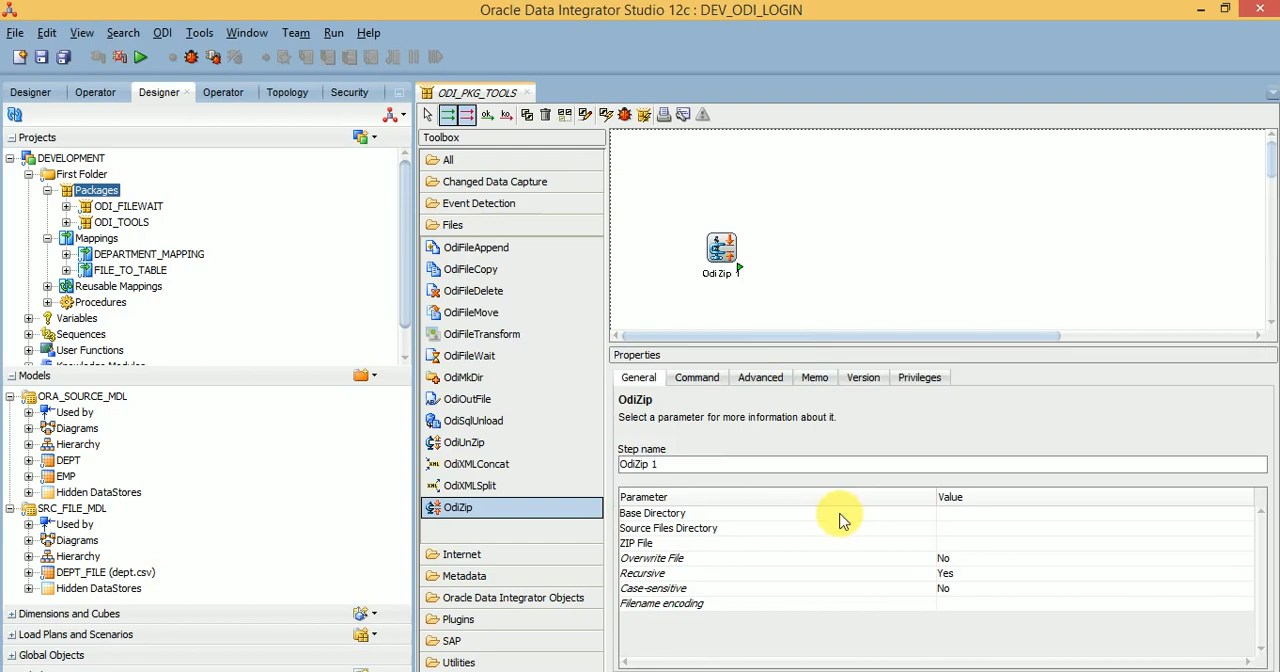 Oracle Data Integrator Studio 12c : DEV_ODI_LOGIN
File Edit View Search ODI Tools Window Team Run Help
Designer Operator Designer Operator Topology Security
Projects
DEVELOPMENT
First Folder
Packages
ODI_FILEWAIT
ODI_TOOLS
Mappings
DEPARTMENT_MAPPING
FILE_TO_TABLE
Reusable Mappings
Procedures
Variables
Sequences
User Functions
Knowledge Modules
Models
ORA_SOURCE_MDL
Used by
Diagrams
Hierarchy
DEPT
EMP
Hidden DataStores
SRC_FILE_MDL
Used by
Diagrams
Hierarchy
DEPT_FILE (dept.csv)
Hidden DataStores
Dimensions and Cubes
Load Plans and Scenarios
Global Objects
ODI_PKG_TOOLS
ok
ko
Toolbox
All
Changed Data Capture
Event Detection
Files
OdiFileAppend
OdiFileCopy
OdiFileDelete
OdiFileMove
OdiFileTransform
OdiFileWait
OdiMkDir
OdiOutFile
OdiSqlUnload
OdiUnZip
OdiXMLConcat
OdiXMLSplit
OdiZip
Internet
Metadata
Oracle Data Integrator Objects
Plugins
SAP
Utilities
OdiZip 1
Properties
General Command Advanced Memo Version Privileges
OdiZip
Select a parameter for more information about it.
Step name
OdiZip 1
Parameter Value
Base Directory
Source Files Directory
ZIP File
Overwrite File No
Recursive Yes
Case-sensitive No
Filename encoding